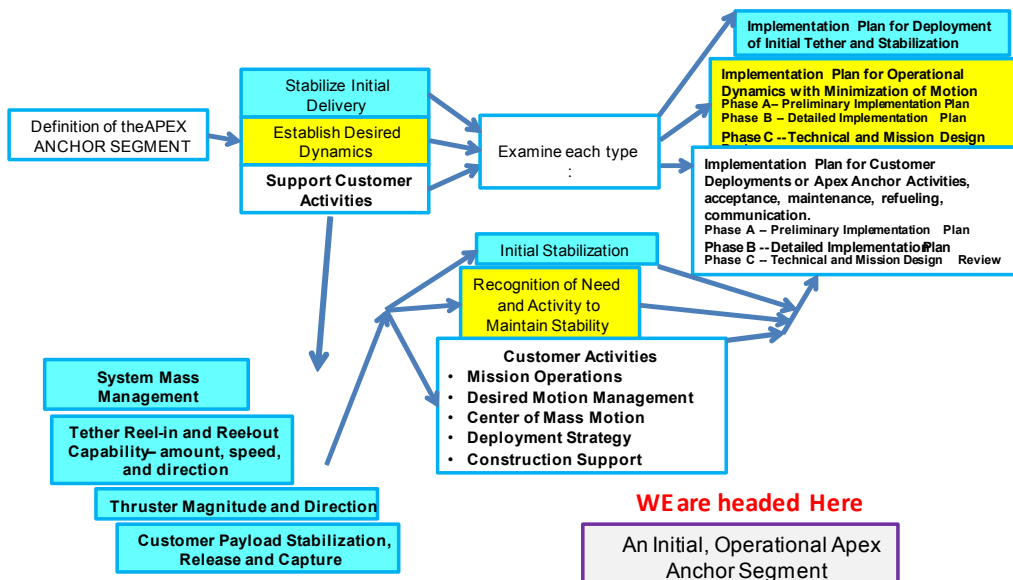 Definition of theAPEX
ANCHOR SEGMENT
Stabilize Initial
Delivery
Establish Desired
Dynamics
Support Customer
Activities
Examine each type
:
Implementation Plan for Deployment
of Initial Tether and Stabilization
Implementation Plan for Operational
Dynamics with Minimization of Motion
Phase A-- Preliminary Implementation Plan
Phase B -- Detailed Implementation Plan
Phase C -- Technical and Mission Design
Implementation Plan for Customer
Deployments or Apex Anchor Activities,
acceptance, maintenance, refueling,
communication.
Phase A -- Preliminary Implementation Plan
Phase B -- Detailed Implementation Plan
Phase C -- Technical and Mission Design Review
Initial Stabilization
Recognition of Need
and Activity to
Maintain Stability
Customer Activities
• Mission Operations
• Desired Motion Management
• Center of Mass Motion
• Deployment Strategy
• Construction Support
System Mass
Management
Tether Reel-in and Reel-out
Capability– amount, speed,
and direction
Thruster Magnitude and Direction
Customer Payload Stabilization,
Release and Capture
WE are headed Here
An Initial, Operational Apex
Anchor Segment